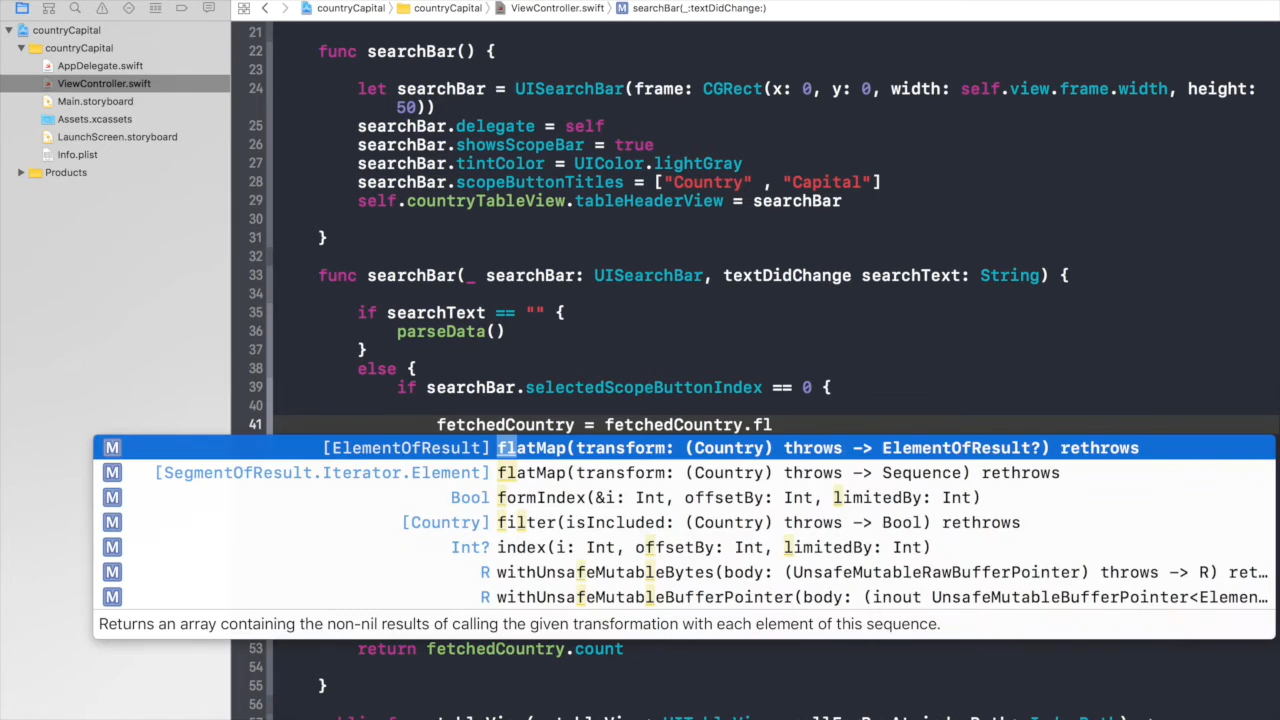 countryCapital countryCapital ViewController.swift M searchBar(_:textDidChange:)
countryCapital
countryCapital
AppDelegate.swift
ViewController.swift
Main.storyboard
Assets.xcassets
LaunchScreen.storyboard
Info.plist
Products
21
22 func searchBar() {
23
24 let searchBar = UISearchBar(frame: CGRect(x: 0, y: 0, width: self.view.frame.width, height:
50))
25 searchBar.delegate = self
26 searchBar.showsScopeBar = true
27 searchBar.tintColor = UIColor.lightGray
28 searchBar.scopeButtonTitles = ["Country" , "Capital"]
29 self.countryTableView.tableHeaderView = searchBar
30
31 }
32
33 func searchBar(_ searchBar: UISearchBar, textDidChange searchText: String) {
34
35 if searchText == "" {
36 parseData()
37 }
38 else {
39 if searchBar.selectedScopeButtonIndex == 0 {
40
41 fetchedCountry = fetchedCountry.fl
M [ElementOfResult] flatMap(transform: (Country) throws -> ElementOfResult?) rethrows
M [SegmentOfResult.Iterator.Element] flatMap(transform: (Country) throws -> Sequence) rethrows
M Bool formIndex(&i: Int, offsetBy: Int, limitedBy: Int)
M [Country] filter(isIncluded: (Country) throws -> Bool) rethrows
M Int? index(i: Int, offsetBy: Int, limitedBy: Int)
M R withUnsafeMutableBytes(body: (UnsafeMutableRawBufferPointer) throws -> R) ret…
M R withUnsafeMutableBufferPointer(body: (inout UnsafeMutableBufferPointer<Elemen…
Returns an array containing the non-nil results of calling the given transformation with each element of this sequence.
53 return fetchedCountry.count
54
55 }
56